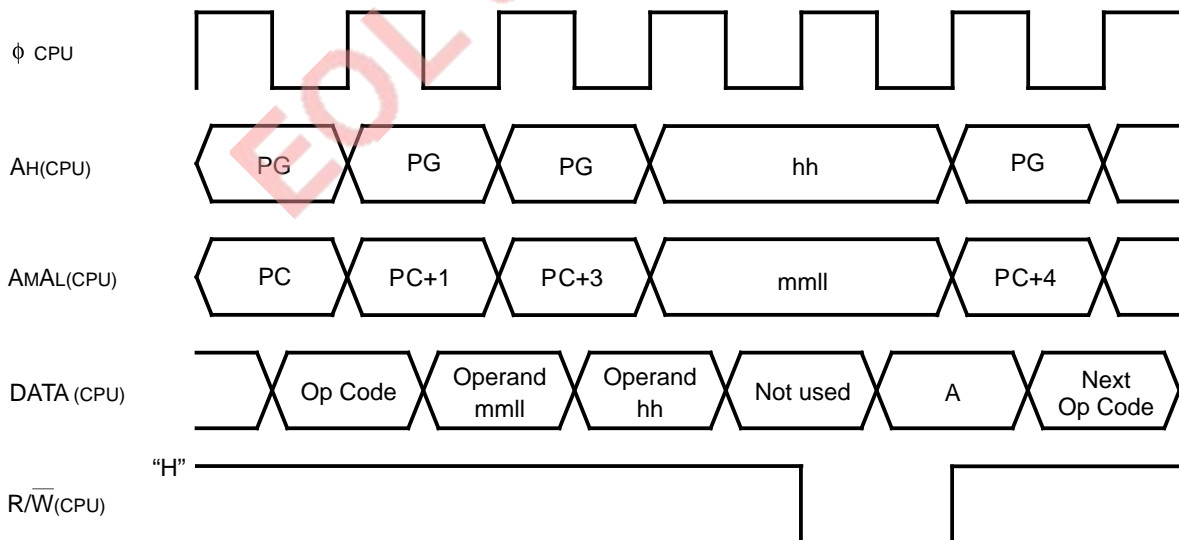 EOL
ϕ CPU
AH(CPU)
PG
PG
PG
hh
PG
AMAL(CPU)
PC
PC+1
PC+3
mmll
PC+4
DATA (CPU)
Op Code
Operand
mmll
Operand
hh
Not used
A
Next
Op Code
“H”
R/W̅(CPU)